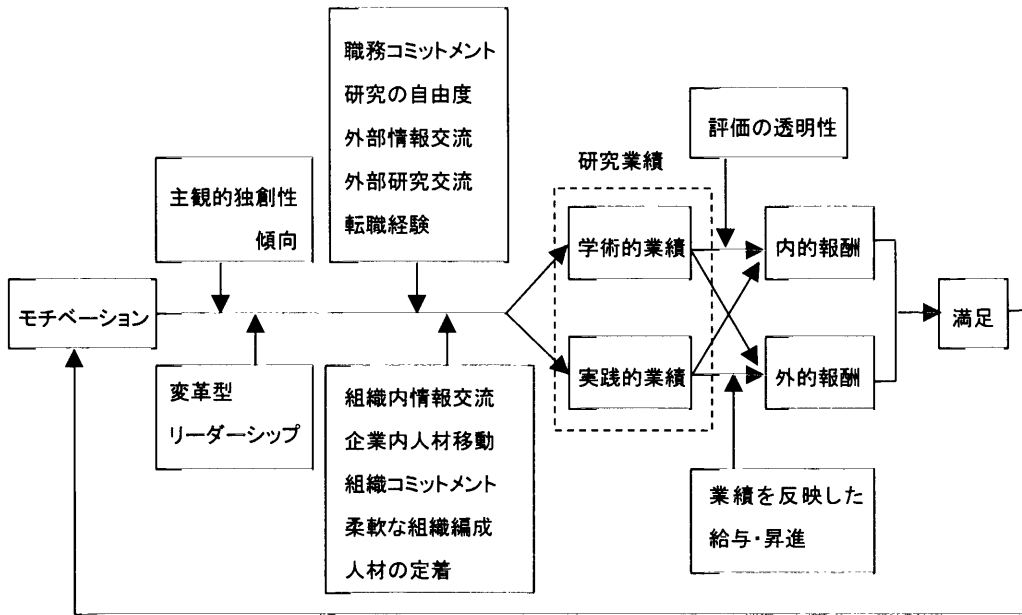 職務コミットメント
研究の自由度
外部情報交流
外部研究交流
転職経験
評価の透明性
研究業績
主観的独創性
傾向
学術的業績
内的報酬
モチベーション
満足
実践的業績
外的報酬
変革型
リーダーシップ
組織内情報交流
企業内人材移動
組織コミットメント
柔軟な組織編成
人材の定着
業績を反映した
給与・昇進